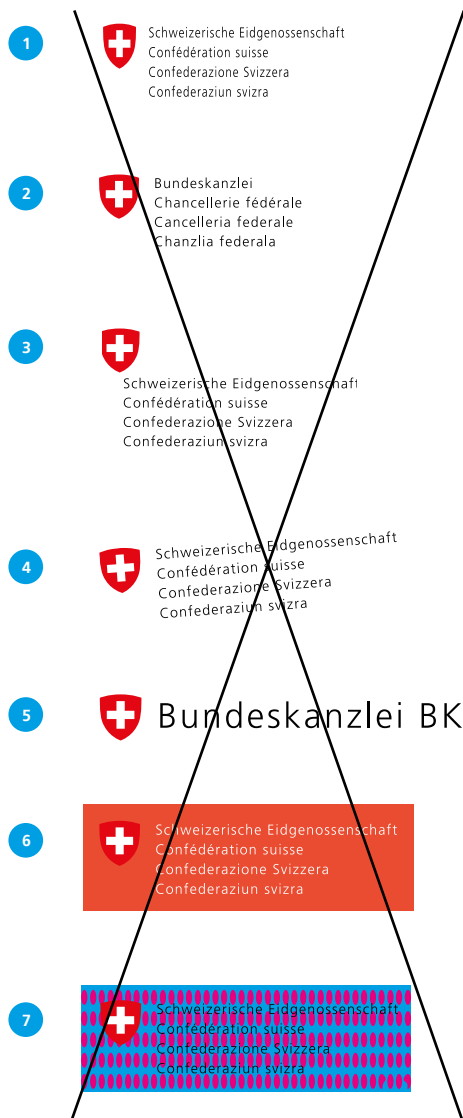 1
Schweizerische Eidgenossenschaft
Confédération suisse
Confederazione Svizzera
Confederaziun svizra
2
Bundeskanzlei
Chancellerie fédérale
Cancelleria federale
Chanzlia federala
3
Schweizerische Eidgenossenschaft
Confédération suisse
Confederazione Svizzera
Confederaziun svizra
4
Schweizerische Eidgenossenschaft
Confédération suisse
Confederazione Svizzera
Confederaziun svizra
5
Bundeskanzlei BK
6
Schweizerische Eidgenossenschaft
Confédération suisse
Confederazione Svizzera
Confederaziun svizra
7
Schweizerische Eidgenossenschaft
Confédération suisse
Confederazione Svizzera
Confederaziun svizra